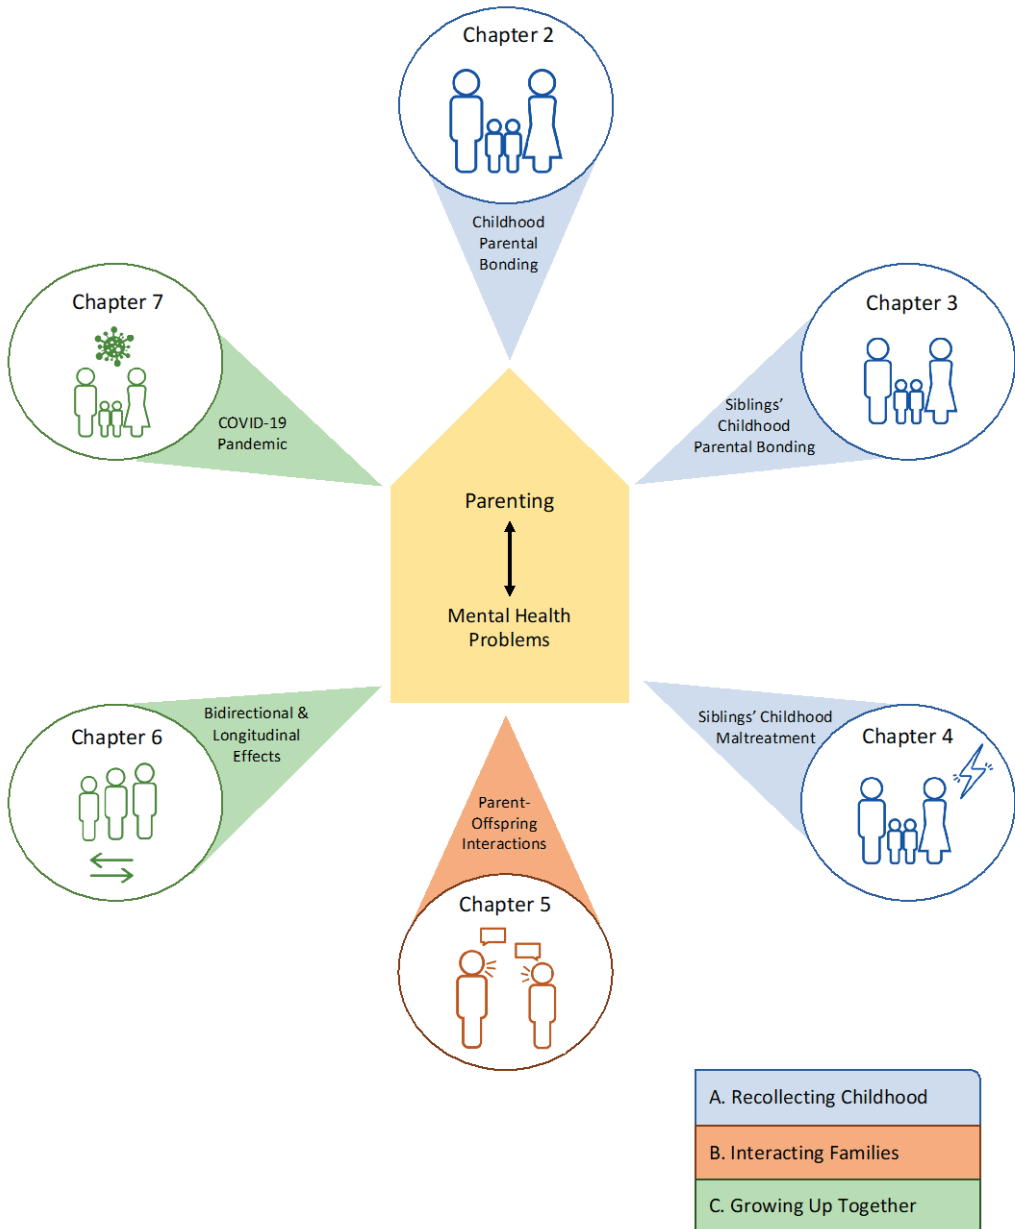 Chapter 2
Childhood
Parental
Bonding
Chapter 7
COVID-19
Pandemic
Chapter 3
Siblings’
Childhood
Parental Bonding
Parenting
Mental Health
Problems
Chapter 6
Bidirectional &
Longitudinal
Effects
Siblings’ Childhood
Maltreatment
Chapter 4
Parent-
Offspring
Interactions
Chapter 5
A. Recollecting Childhood
B. Interacting Families
C. Growing Up Together